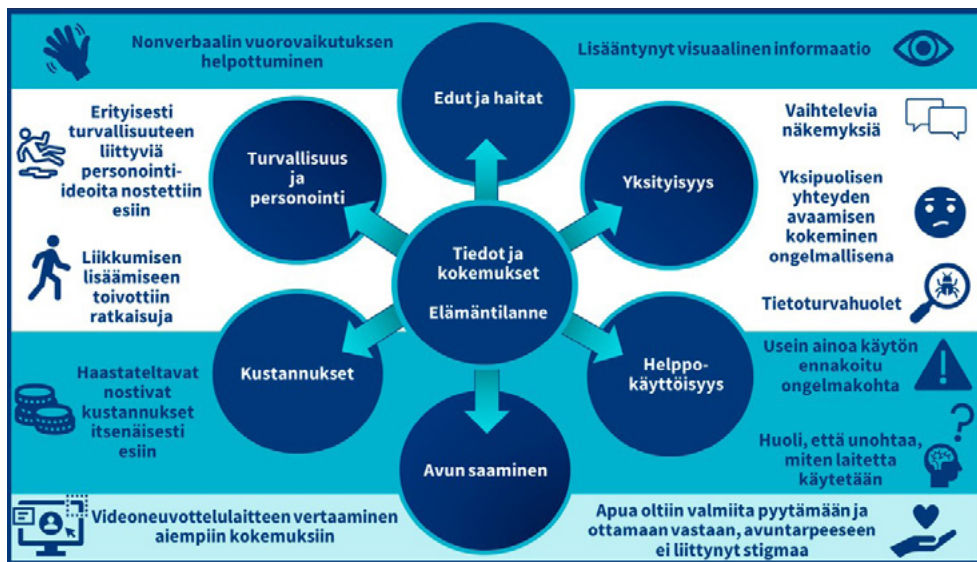 Nonverbaalin vuorovaikutuksen
helpottuminen
Edut ja haitat
Lisääntynyt visuaalinen informaatio
Erityisesti
turvallisuuteen
liittyviä
personointi-
ideoita nostettiin
esiin
Turvallisuus
ja
personointi
Yksityisyys
Vaihtelevia
näkemyksiä
Yksipuolisen
yhteyden
avaamisen
kokeminen
ongelmallisena
Liikkumisen
lisäämiseen
toivottiin
ratkaisuja
Tiedot ja
kokemukset
Elämäntilanne
Tietoturvahuolet
Haastateltavat
nostivat
kustannukset
itsenäisesti
esiin
Kustannukset
Helppo-
käyttöisyys
Usein ainoa käytön
ennakoitu
ongelmakohta
Huoli, että unohtaa,
miten laitetta
käytetään
?
Avun saaminen
Videoneuvottelulaitteen vertaaminen
aiempiin kokemuksiin
Apua oltiin valmiita pyytämään ja
ottamaan vastaan, avuntarpeeseen
ei liittynyt stigmaa